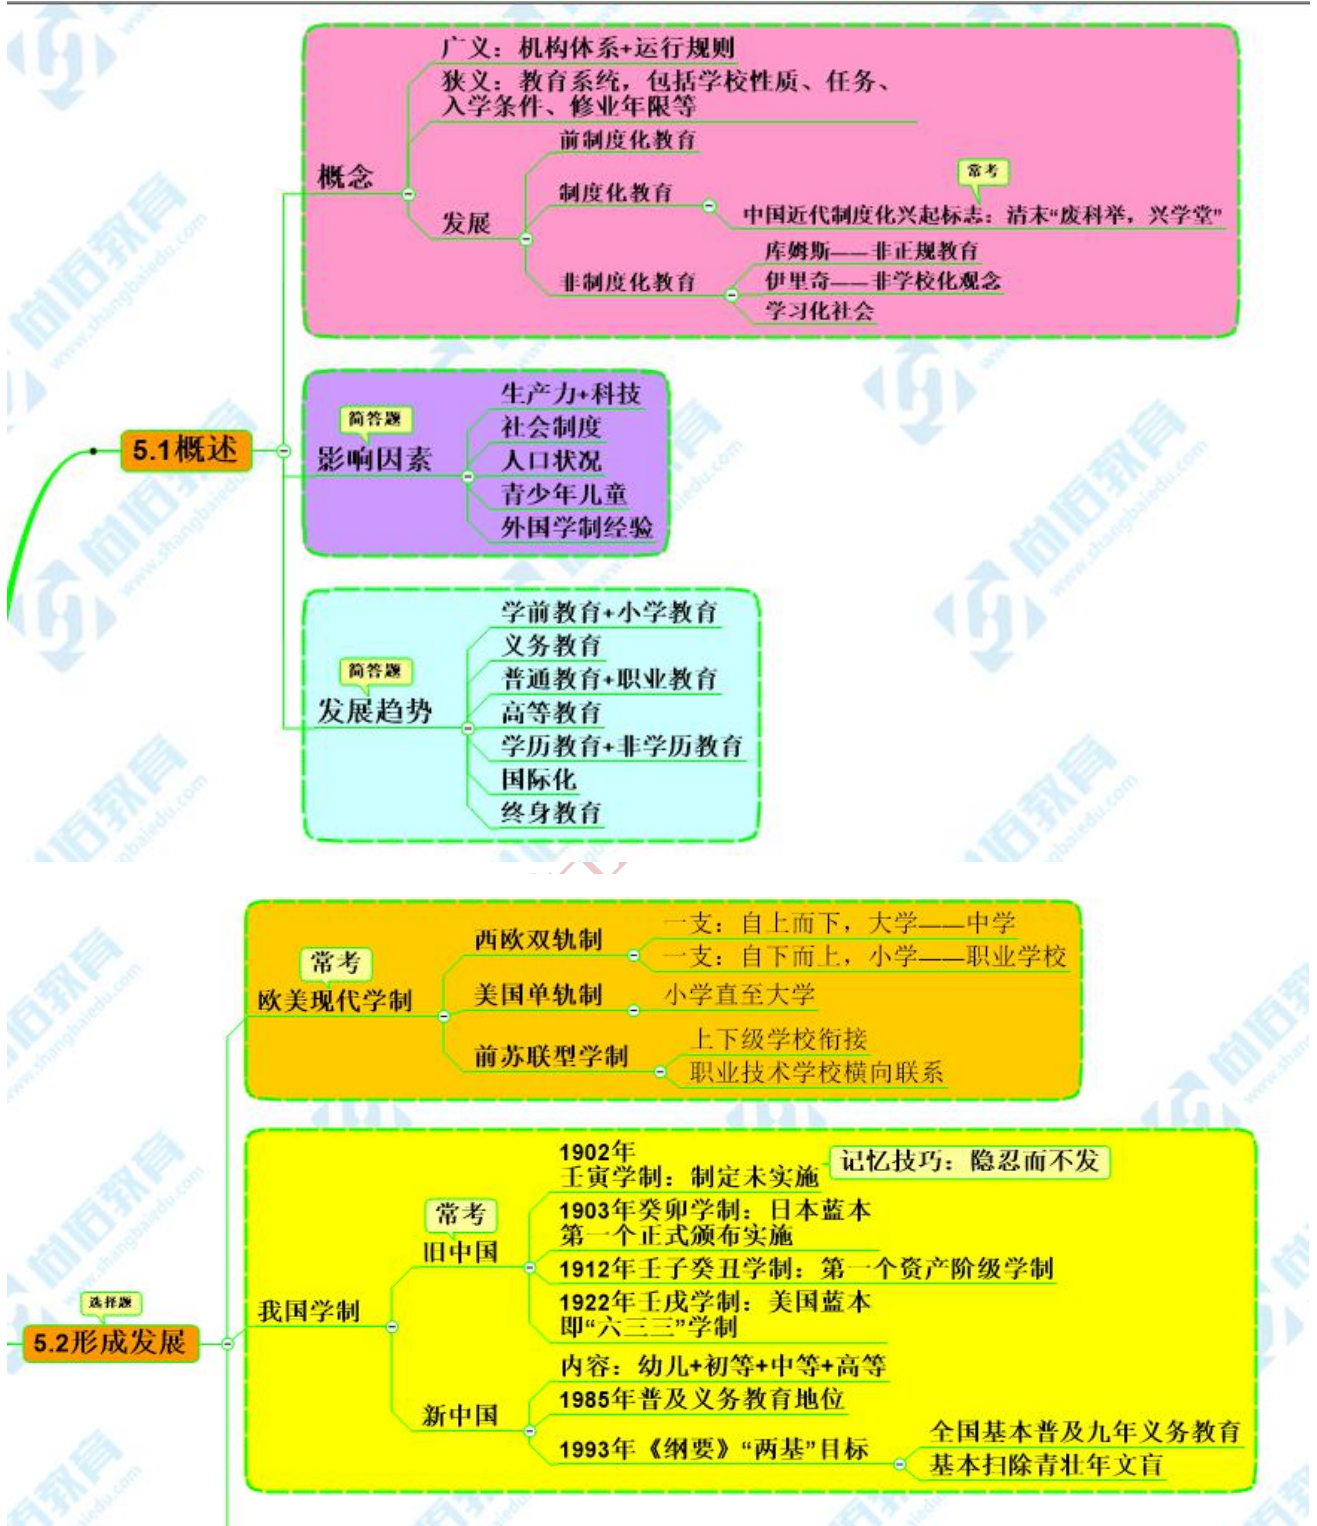 广义：机构体系+运行规则
狭义：教育系统，包括学校性质、任务、
入学条件、修业年限等
概念
发展
前制度化教育
制度化教育
常考
中国近代制度化兴起标志：清末“废科举，兴学堂”
非制度化教育
库姆斯——非正规教育
伊里奇——非学校化观念
学习化社会
5.1概述
简答题
影响因素
生产力+科技
社会制度
人口状况
青少年儿童
外国学制经验
简答题
发展趋势
学前教育+小学教育
义务教育
普通教育+职业教育
高等教育
学历教育+非学历教育
国际化
终身教育
常考
欧美现代学制
西欧双轨制
一支：自上而下，大学——中学
一支：自下而上，小学——职业学校
美国单轨制
小学直至大学
前苏联型学制
上下级学校衔接
职业技术学校横向联系
选择题
5.2形成发展
我国学制
常考
旧中国
1902年
壬寅学制：制定未实施
记忆技巧：隐忍而不发
1903年癸卯学制：日本蓝本
第一个正式颁布实施
1912年壬子癸丑学制：第一个资产阶级学制
1922年壬戌学制：美国蓝本
即“六三三”学制
新中国
内容：幼儿+初等+中等+高等
1985年普及义务教育地位
1993年《纲要》“两基”目标
全国基本普及九年义务教育
基本扫除青壮年文盲
尚佰教育
www.shangbaiedu.com